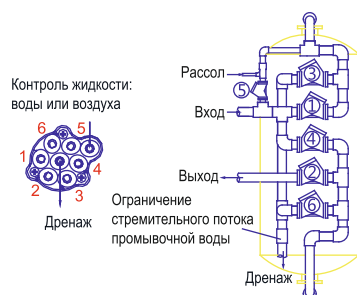 Контроль жидкости:
воды или воздуха
6
5
1
4
2
3
Дренаж
Рассол
5
Вход
Выход
Ограничение
стремительного потока
промывочной воды
Дренаж
3
1
4
2
6